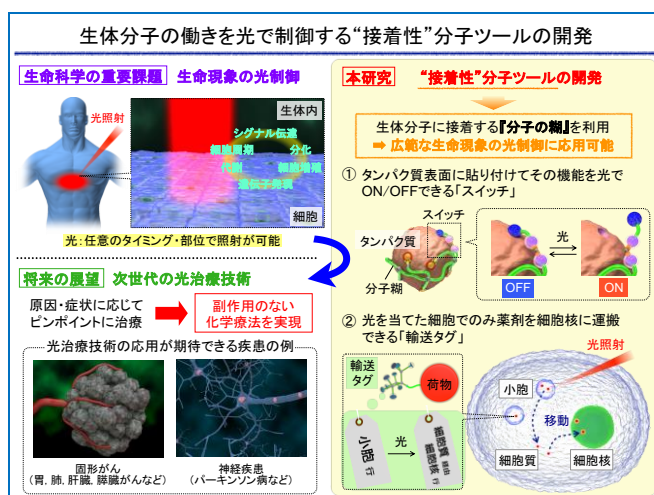 生体分子の働きを光で制御する“接着性”分子ツールの開発
生命科学の重要課題 生命現象の光制御
光照射
生体内
シグナル伝達
細胞周期
分化
代謝
細胞増殖
遺伝子発現
細胞
光：任意のタイミング・部位で照射が可能
将来の展望 次世代の光治療技術
原因・症状に応じて
ピンポイントに治療
副作用のない
化学療法を実現
光治療技術の応用が期待できる疾患の例
固形がん
（胃、肺、肝臓、膵臓がんなど）
神経疾患
（パーキンソン病など）
本研究 “接着性”分子ツールの開発
生体分子に接着する『分子の糊』を利用
➡ 広範な生命現象の光制御に応用可能
① タンパク質表面に貼り付けてその機能を光で
ON/OFFできる「スイッチ」
スイッチ
タンパク質
分子糊
光
OFF
ON
② 光を当てた細胞でのみ薬剤を細胞核に運搬
できる「輸送タグ」
輸送
タグ
荷物
小胞 行
光
細胞質 経由
細胞核 行
光照射
小胞
移動
細胞質
細胞核